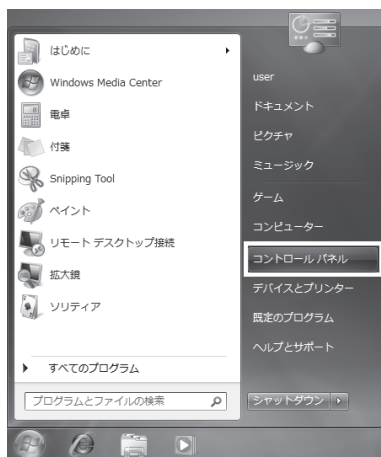 はじめに
Windows Media Center
電卓
付箋
Snipping Tool
ペイント
リモート デスクトップ接続
拡大鏡
ソリティア
すべてのプログラム
プログラムとファイルの検索
user
ドキュメント
ピクチャ
ミュージック
ゲーム
コンピューター
コントロール パネル
デバイスとプリンター
既定のプログラム
ヘルプとサポート
シャットダウン